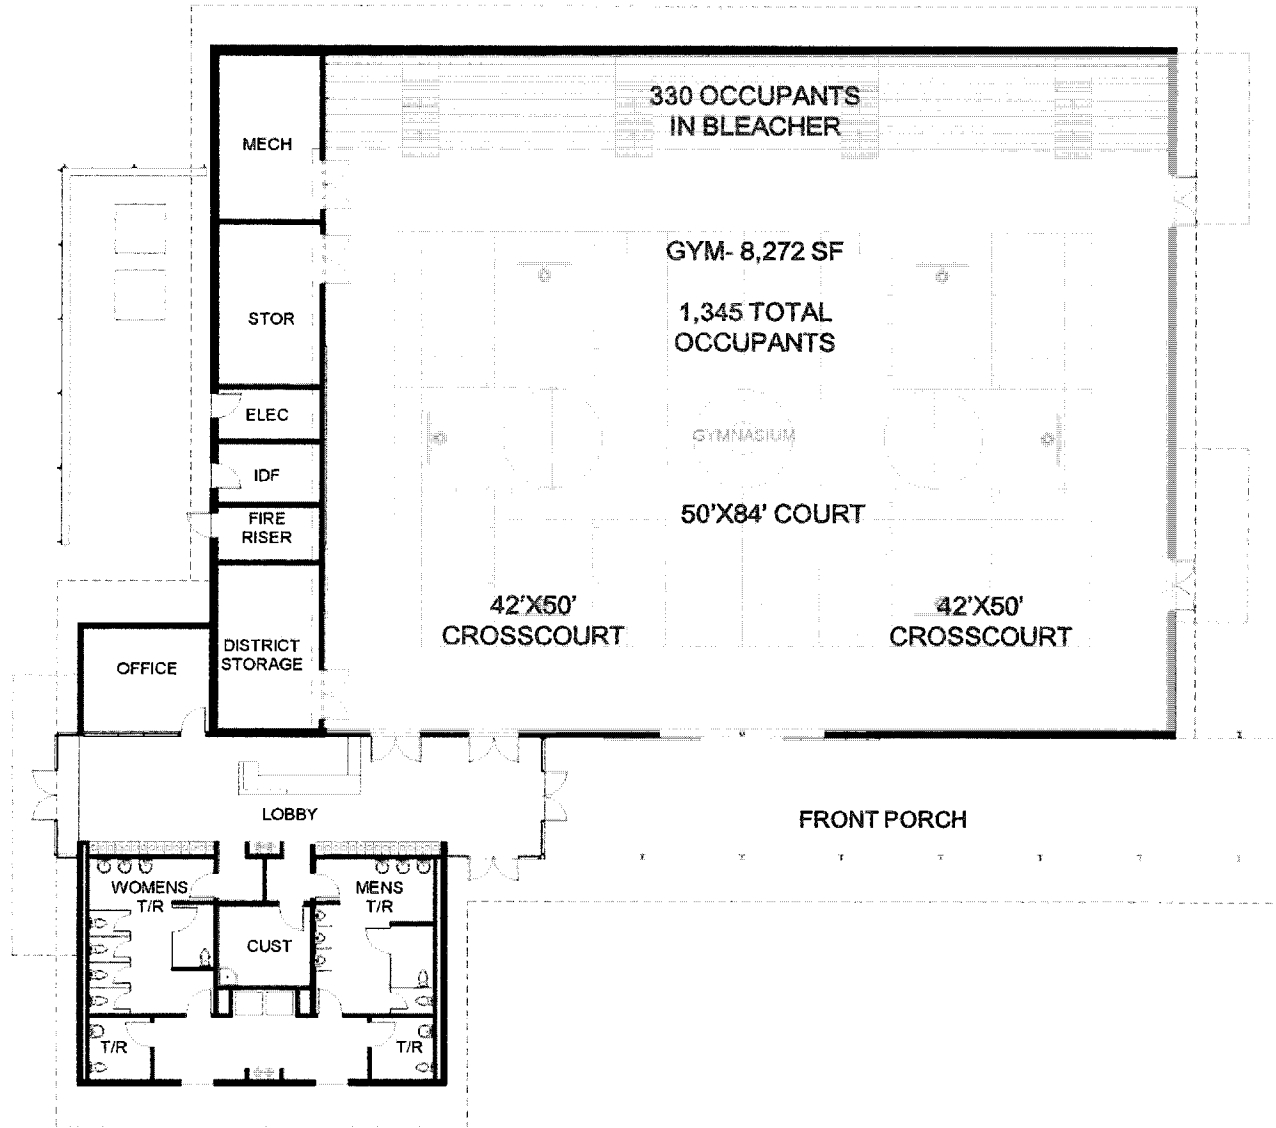 330 OCCUPANTS
IN BLEACHER
MECH
GYM- 8,272 SF
1,345 TOTAL
OCCUPANTS
STOR
ELEC
GYMNASIUM
IDF
50'X84' COURT
FIRE
RISER
42'X50'
CROSSCOURT
42'X50'
CROSSCOURT
DISTRICT
STORAGE
OFFICE
LOBBY
FRONT PORCH
WOMENS
T/R
MENS
T/R
CUST
T/R
T/R